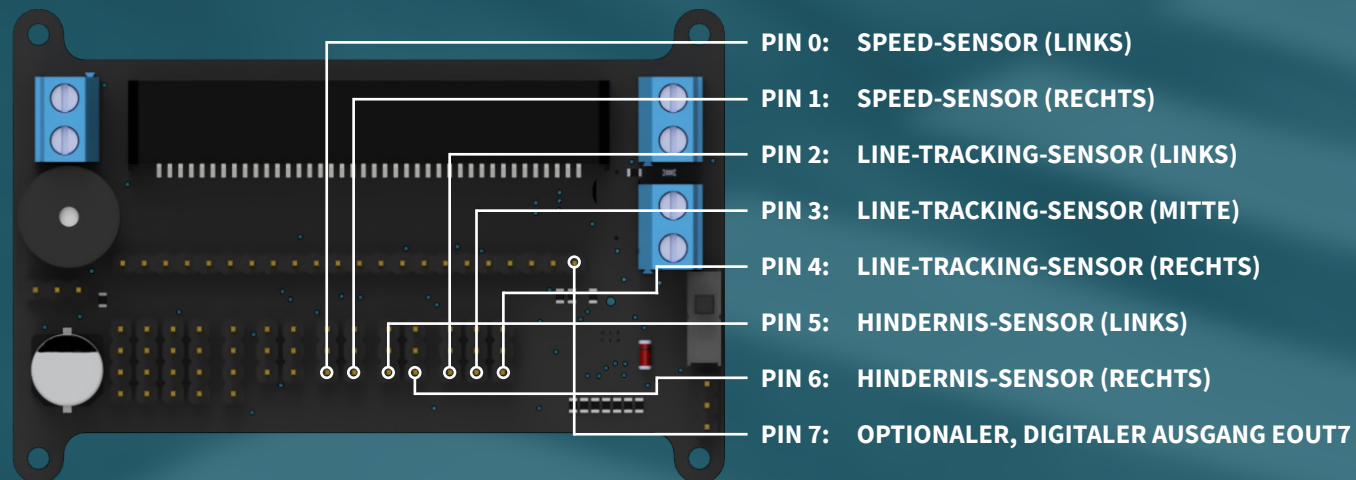 PIN 0: SPEED-SENSOR (LINKS)
PIN 1: SPEED-SENSOR (RECHTS)
PIN 2: LINE-TRACKING-SENSOR (LINKS)
PIN 3: LINE-TRACKING-SENSOR (MITTE)
PIN 4: LINE-TRACKING-SENSOR (RECHTS)
PIN 5: HINDERNIS-SENSOR (LINKS)
PIN 6: HINDERNIS-SENSOR (RECHTS)
PIN 7: OPTIONALER, DIGITALER AUSGANG EOUT7